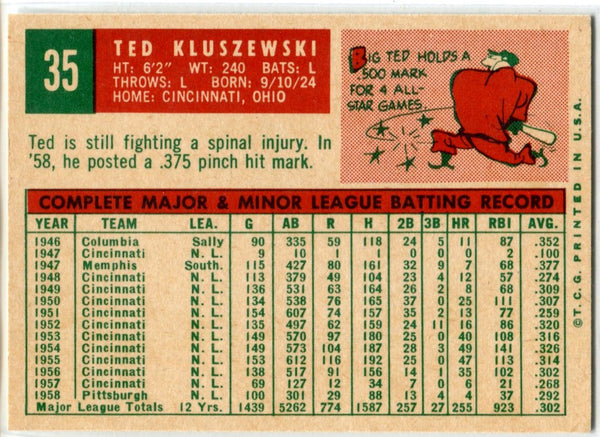 35
TED KLUSZEWSKI
HT: 6'2" WT: 240 BATS: L
THROWS: L BORN: 9/10/24
HOME: CINCINNATI, OHIO
Ted is still fighting a spinal injury. In
'58, he posted a .375 pinch hit mark.
BIG TED HOLDS A
.500 MARK
FOR 4 ALL-
STAR GAMES.
COMPLETE MAJOR & MINOR LEAGUE BATTING RECORD
YEAR TEAM LEA. G AB R H 2B 3B HR RBI AVG.
1946 Columbia Sally 90 335 59 118 24 5 11 87 .352
1947 Cincinnati N. L. 9 10 1 1 0 0 0 2 .100
1947 Memphis South. 115 427 80 161 32 9 7 68 .377
1948 Cincinnati N. L. 113 379 49 104 23 4 12 57 .274
1949 Cincinnati N. L. 136 531 63 164 26 2 8 68 .309
1950 Cincinnati N. L. 134 538 76 165 37 0 25 111 .307
1951 Cincinnati N. L. 154 607 74 157 35 2 13 77 .259
1952 Cincinnati N. L. 135 497 62 159 24 11 16 86 .320
1953 Cincinnati N. L. 149 570 97 180 25 0 40 108 .316
1954 Cincinnati N. L. 149 573 104 187 28 3 49 141 .326
1955 Cincinnati N. L. 153 612 116 192 25 0 47 113 .314
1956 Cincinnati N. L. 138 517 91 156 14 1 35 102 .302
1957 Cincinnati N. L. 69 127 12 34 7 0 6 21 .268
1958 Pittsburgh N. L. 100 301 29 88 13 4 4 37 .292
Major League Totals 12 Yrs. 1439 5262 774 1587 257 27 255 923 .302
©T.C.G. PRINTED IN U.S.A.